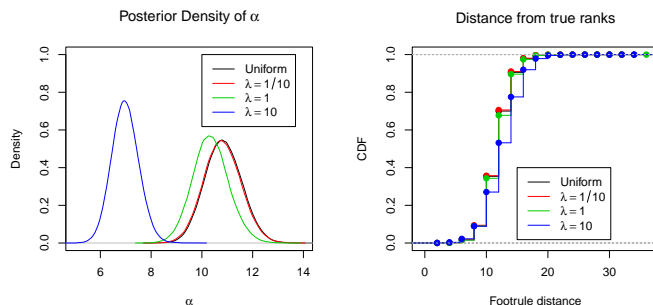 Posterior Density of α
Density
0.0 0.2 0.4 0.6 0.8 1.0
6 8 10 12 14
α
Uniform
λ = 1/10
λ = 1
λ = 10
Distance from true ranks
CDF
0.0 0.2 0.4 0.6 0.8 1.0
0 10 20 30
Footrule distance
Uniform
λ = 1/10
λ = 1
λ = 10